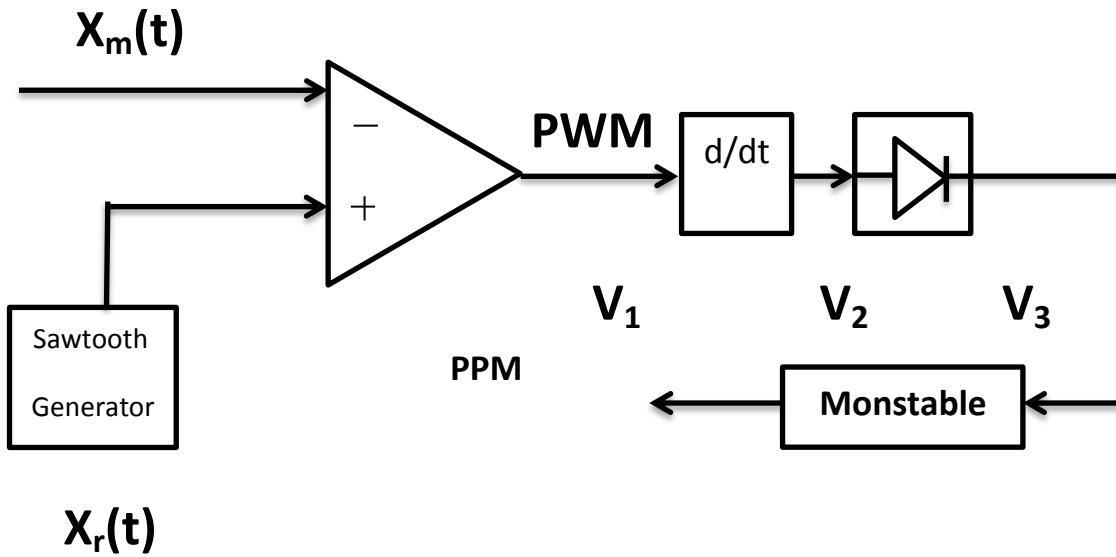 Xm(t)
−
+
PWM
d/dt
Sawtooth
Generator
V1
V2
V3
PPM
Monstable
Xr(t)